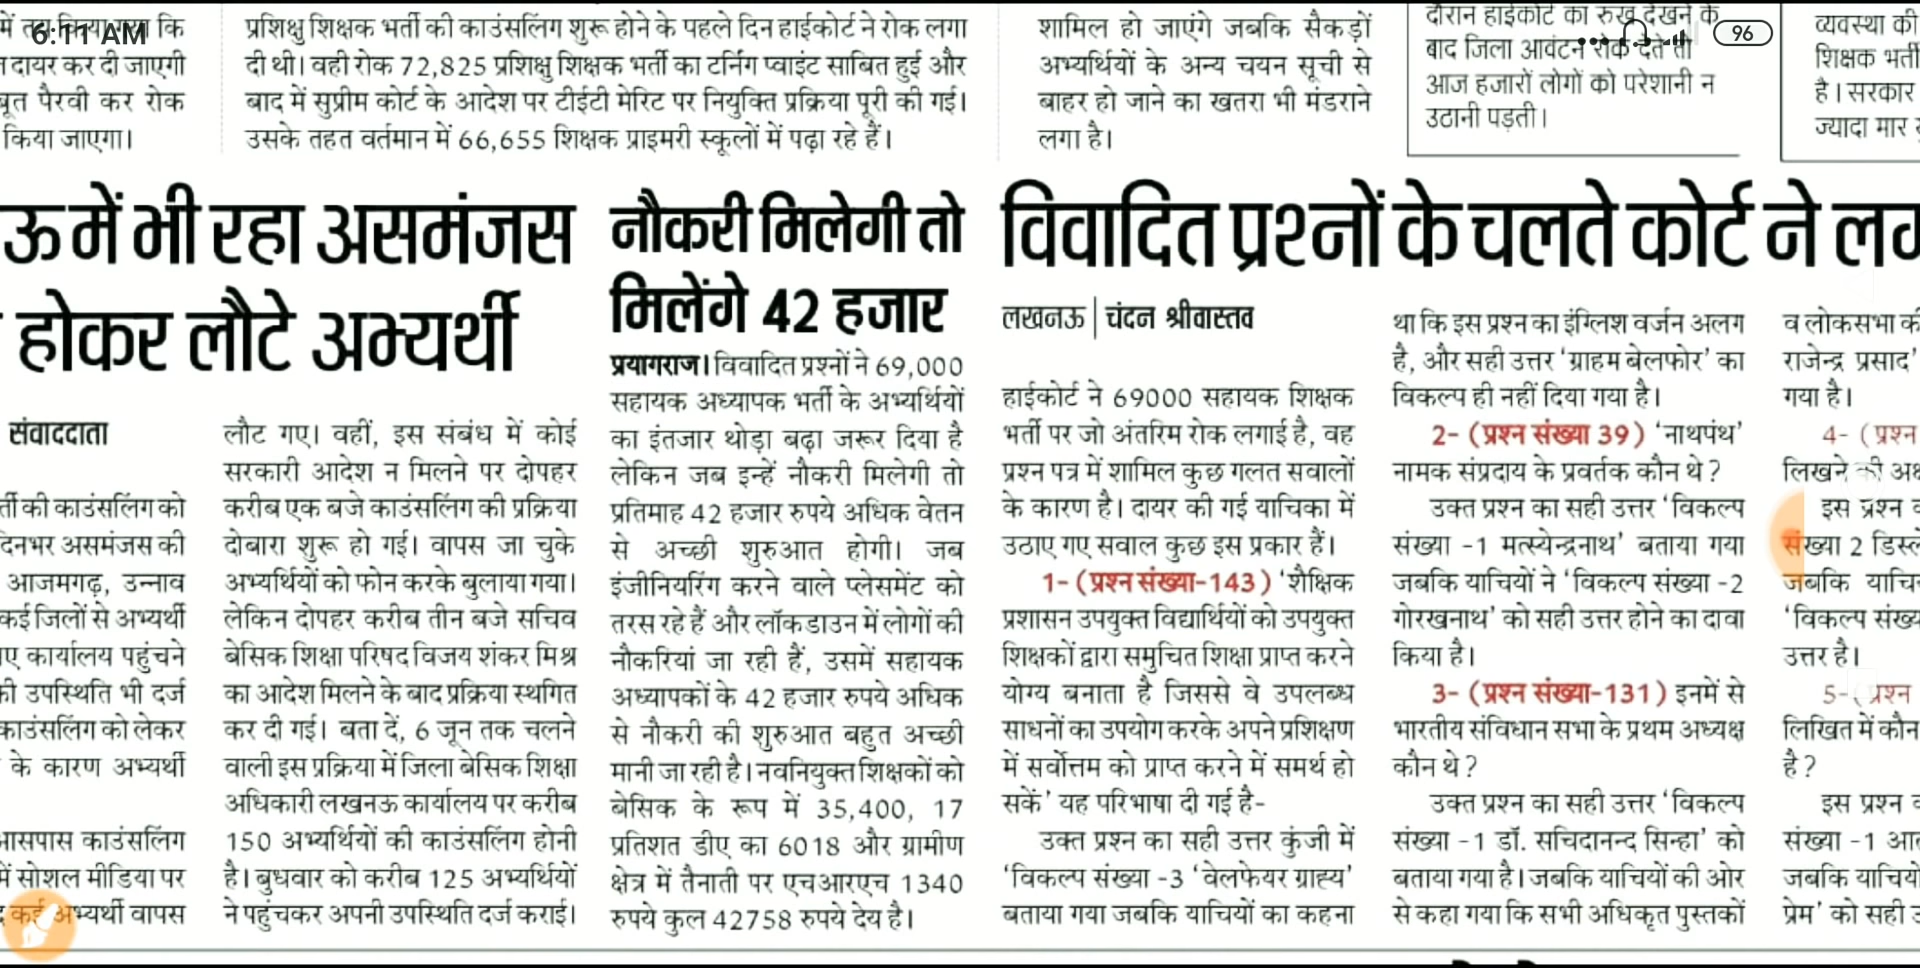 6:11 AM
96
में
कि
दायर कर दी जाएगी
पैरवी कर रोक
किया जाएगा।
प्रशिक्षु शिक्षक भर्ती की काउंसलिंग शुरू होने के पहले दिन हाईकोर्ट ने रोक लगा
दी थी। वही रोक 72,825 प्रशिक्षु शिक्षक भर्ती का टर्निंग प्वाइंट साबित हुई और
बाद में सुप्रीम कोर्ट के आदेश पर टीईटी मेरिट पर नियुक्ति प्रक्रिया पूरी की गई।
उसके तहत वर्तमान में 66,655 शिक्षक प्राइमरी स्कूलों में पढ़ा रहे हैं।
शामिल हो जाएंगे जबकि सैकड़ों
अभ्यर्थियों के अन्य चयन सूची से
बाहर हो जाने का खतरा भी मंडराने
लगा है।
दौरान हाईकोर्ट का रुख देखने के
बाद जिला आवंटन रोक देते तो
आज हजारों लोगों को परेशानी न
उठानी पड़ती।
व्यवस्था की
शिक्षक भर्ती
है। सरकार
ज्यादा मार
में भी रहा असमंजस
होकर लौटे अभ्यर्थी
संवाददाता
की काउंसलिंग को
दिनभर असमंजस की
आजमगढ़, उन्नाव
कई जिलों से अभ्यर्थी
कार्यालय पहुंचने
की उपस्थिति भी दर्ज
काउंसलिंग को लेकर
के कारण अभ्यर्थी
आसपास काउंसलिंग
में सोशल मीडिया पर
कई अभ्यर्थी वापस
लौट गए। वहीं, इस संबंध में कोई
सरकारी आदेश न मिलने पर दोपहर
करीब एक बजे काउंसलिंग की प्रक्रिया
दोबारा शुरू हो गई। वापस जा चुके
अभ्यर्थियों को फोन करके बुलाया गया।
लेकिन दोपहर करीब तीन बजे सचिव
बेसिक शिक्षा परिषद विजय शंकर मिश्र
का आदेश मिलने के बाद प्रक्रिया स्थगित
कर दी गई। बता दें, 6 जून तक चलने
वाली इस प्रक्रिया में जिला बेसिक शिक्षा
अधिकारी लखनऊ कार्यालय पर करीब
150 अभ्यर्थियों की काउंसलिंग होनी
है। बुधवार को करीब 125 अभ्यर्थियों
ने पहुंचकर अपनी उपस्थिति दर्ज कराई।
नौकरी मिलेगी तो
मिलेंगे 42 हजार
प्रयागराज। विवादित प्रश्नों ने 69,000
सहायक अध्यापक भर्ती के अभ्यर्थियों
का इंतजार थोड़ा बढ़ा जरूर दिया है
लेकिन जब इन्हें नौकरी मिलेगी तो
प्रतिमाह 42 हजार रुपये अधिक वेतन
से अच्छी शुरुआत होगी। जब
इंजीनियरिंग करने वाले प्लेसमेंट को
तरस रहे हैं और लॉकडाउन में लोगों की
नौकरियां जा रही हैं, उसमें सहायक
अध्यापकों के 42 हजार रुपये अधिक
से नौकरी की शुरुआत बहुत अच्छी
मानी जा रही है। नवनियुक्त शिक्षकों को
बेसिक के रूप में 35,400, 17
प्रतिशत डीए का 6018 और ग्रामीण
क्षेत्र में तैनाती पर एचआरएच 1340
रुपये कुल 42758 रुपये देय है।
विवादित प्रश्नों के चलते कोर्ट ने
लखनऊ | चंदन श्रीवास्तव
हाईकोर्ट ने 69000 सहायक शिक्षक
भर्ती पर जो अंतरिम रोक लगाई है, वह
प्रश्न पत्र में शामिल कुछ गलत सवालों
के कारण है। दायर की गई याचिका में
उठाए गए सवाल कुछ इस प्रकार हैं।
1- (प्रश्न संख्या-143) 'शैक्षिक
प्रशासन उपयुक्त विद्यार्थियों को उपयुक्त
शिक्षकों द्वारा समुचित शिक्षा प्राप्त करने
योग्य बनाता है जिससे वे उपलब्ध
साधनों का उपयोग करके अपने प्रशिक्षण
में सर्वोत्तम को प्राप्त करने में समर्थ हो
सकें' यह परिभाषा दी गई है-
उक्त प्रश्न का सही उत्तर कुंजी में
'विकल्प संख्या -3 'वेलफेयर ग्राह्य'
बताया गया जबकि याचियों का कहना
था कि इस प्रश्न का इंग्लिश वर्जन अलग
है, और सही उत्तर 'ग्राहम बेलफोर' का
विकल्प ही नहीं दिया गया है।
2- (प्रश्न संख्या 39) 'नाथपंथ'
नामक संप्रदाय के प्रवर्तक कौन थे ?
उक्त प्रश्न का सही उत्तर 'विकल्प
संख्या -1 मत्स्येन्द्रनाथ' बताया गया
जबकि याचियों ने 'विकल्प संख्या -2
गोरखनाथ' को सही उत्तर होने का दावा
किया है।
3- (प्रश्न संख्या-131) इनमें से
भारतीय संविधान सभा के प्रथम अध्यक्ष
कौन थे ?
उक्त प्रश्न का सही उत्तर 'विकल्प
संख्या -1 डॉ. सचिदानन्द सिन्हा' को
बताया गया है। जबकि याचियों की ओर
से कहा गया कि सभी अधिकृत पुस्तकों
व लोकसभा
राजेन्द्र प्रसाद'
गया है।
4- (प्रश्न
लिखने की
इस प्रश्न
संख्या 2
जबकि
'विकल्प
उत्तर है।
5- (प्रश्न
लिखित में कौन
है ?
इस प्रश्न
संख्या -1
जबकि
प्रेम' को सही